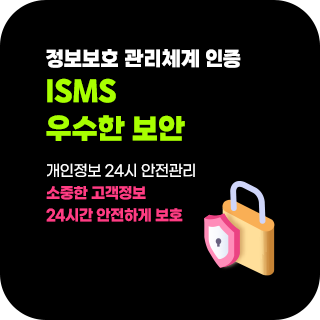 정보보호 관리체계 인증
ISMS
우수한 보안
개인정보 24시 안전관리
소중한 고객정보
24시간 안전하게 보호